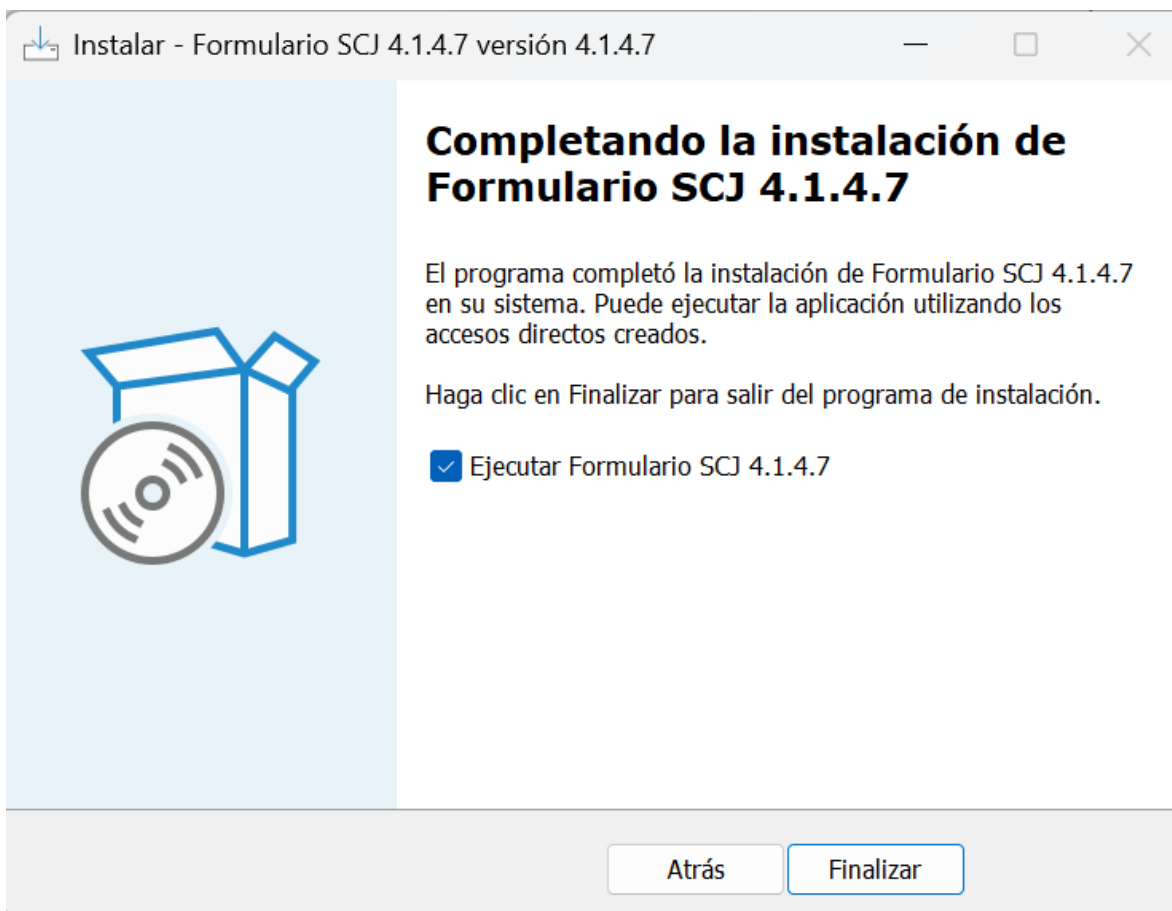 Instalar - Formulario SCJ 4.1.4.7 versión 4.1.4.7
Completando la instalación de
Formulario SCJ 4.1.4.7
El programa completó la instalación de Formulario SCJ 4.1.4.7
en su sistema. Puede ejecutar la aplicación utilizando los
accesos directos creados.
Haga clic en Finalizar para salir del programa de instalación.
Ejecutar Formulario SCJ 4.1.4.7
Atrás
Finalizar